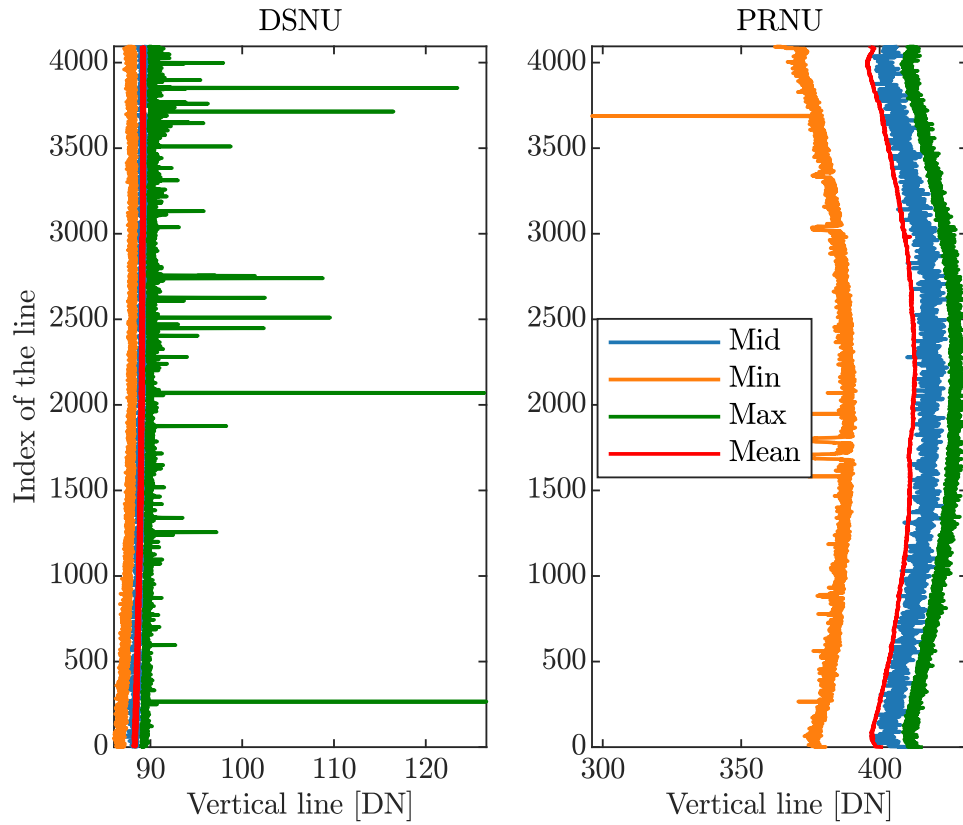 DSNU
PRNU
4000
3500
3000
2500
2000
1500
1000
500
0
90 100 110 120
Vertical line [DN]
Index of the line
4000
3500
3000
2500
2000
1500
1000
500
0
300 350 400
Vertical line [DN]
Mid
Min
Max
Mean